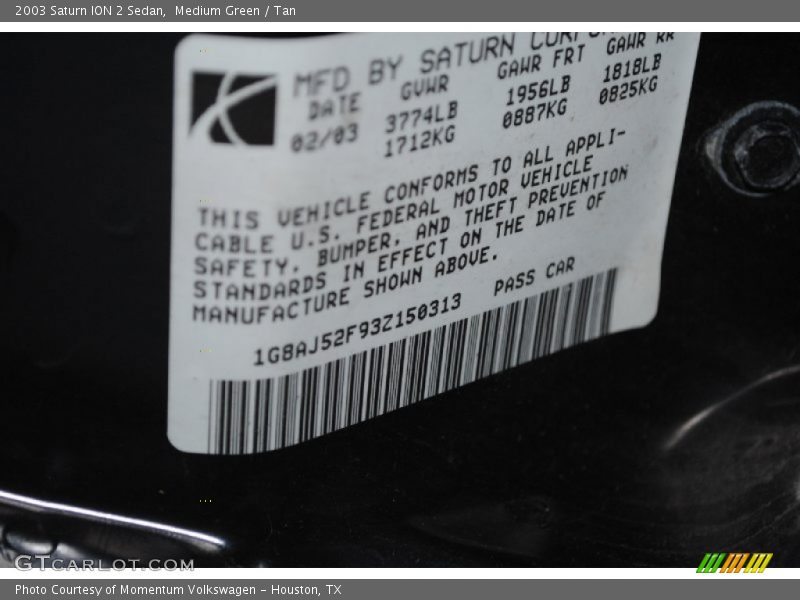 2003 Saturn ION 2 Sedan,  Medium Green / Tan
MFD BY SATURN CORPOR
DATE GVWR GAWR FRT GAWR RR
02/03 3774LB 1956LB 1818LB
1712KG 0887KG 0825KG
THIS VEHICLE CONFORMS TO ALL APPLI-
CABLE U.S. FEDERAL MOTOR VEHICLE
SAFETY, BUMPER, AND THEFT PREVENTION
STANDARDS IN EFFECT ON THE DATE OF
MANUFACTURE SHOWN ABOVE.
1G8AJ52F93Z150313 PASS CAR
GTCARLOT.COM
Photo Courtesy of Momentum Volkswagen - Houston, TX